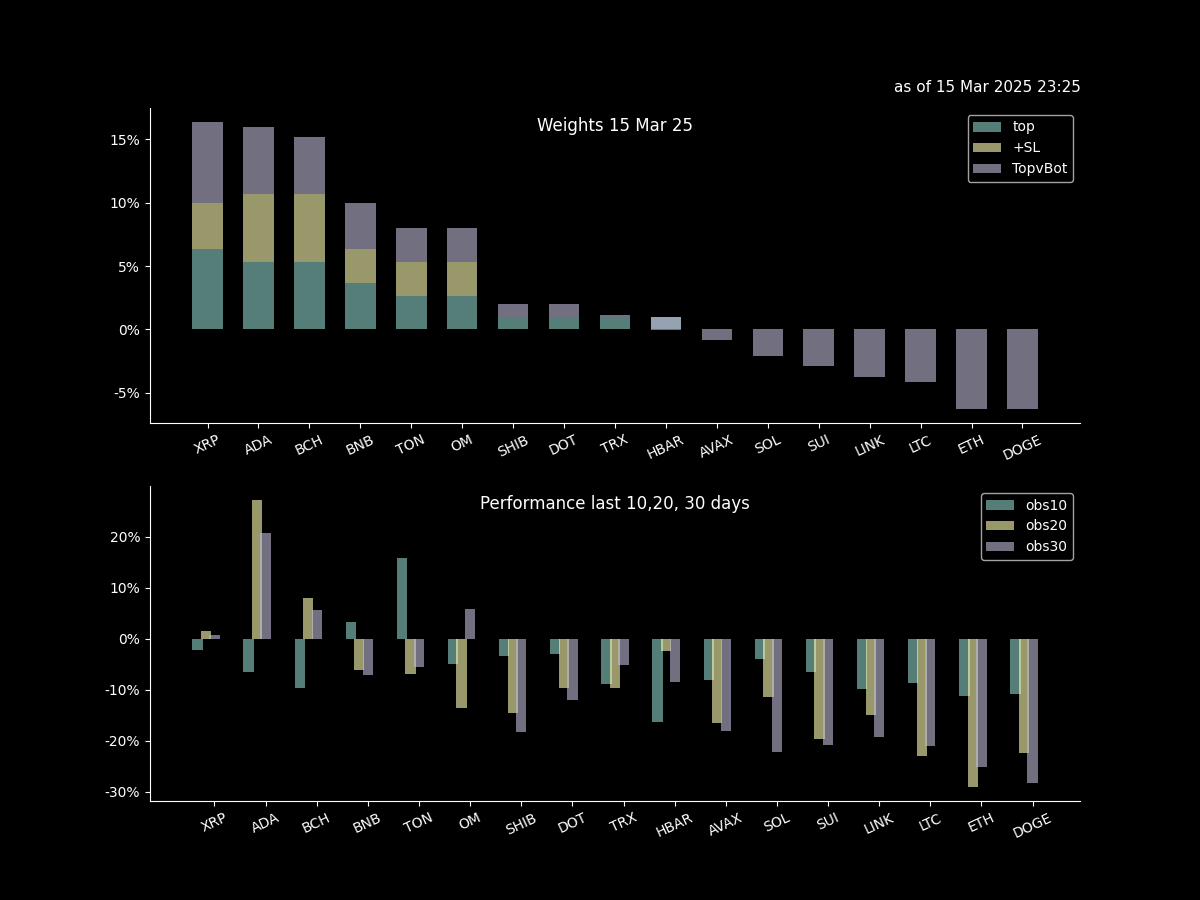 as of 15 Mar 2025 23:25
Weights 15 Mar 25
top
+SL
TopvBot
15%
10%
5%
0%
-5%
XRP ADA BCH BNB TON OM SHIB DOT TRX HBAR AVAX SOL SUI LINK LTC ETH DOGE
Performance last 10,20, 30 days
obs10
obs20
obs30
20%
10%
0%
-10%
-20%
-30%
XRP ADA BCH BNB TON OM SHIB DOT TRX HBAR AVAX SOL SUI LINK LTC ETH DOGE